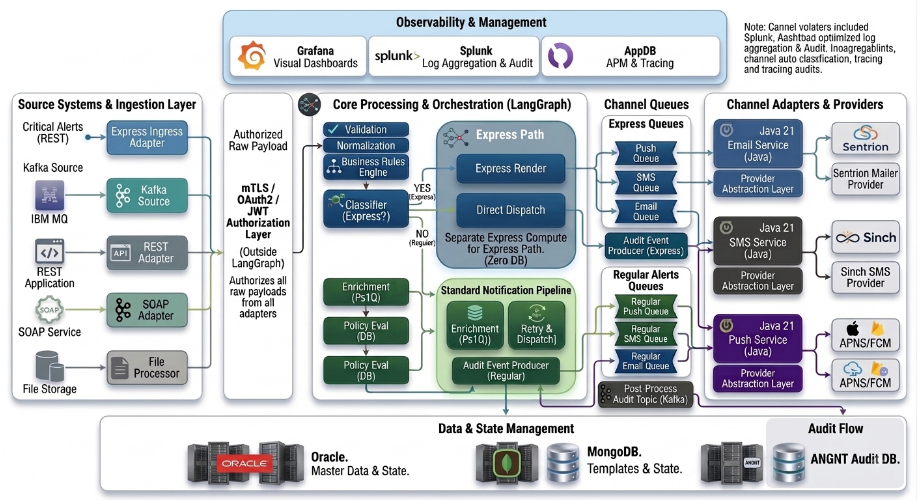 Observability & Management
Grafana
Visual Dashboards
splunk>
Splunk
Log Aggregation & Audit
AppDB
APM & Tracing
Note: Cannel volaters included
Splunk, Aashtbad optimized log
aggregation & Audit. Inoagregablints,
channel auto clasrfication, tracing
and tracing audits.
Source Systems & Ingestion Layer
Critical Alerts
(REST)
Express Ingress
Adapter
Kafka Source
IBM MQ
Kafka
Source
REST
Application
API
REST
Adapter
SOAP
SOAP Service
SOAP
Adapter
File Storage
File
Processor
Authorized
Raw Payload
mTLS /
OAuth2 /
JWT
Authorization
Layer
(Outside
LangGraph)
Authorizes all
raw payloads
from all
adapters
Core Processing & Orchestration (LangGraph)
Validation
Normalization
Business Rules
Engine
Classifier
(Express?)
YES
(Expresa)
NO
(Reguier)
Express Path
Express Render
Direct Dispatch
Separate Express Compute
for Express Path.
(Zero DB)
Enrichment
(Ps1Q)
Policy Eval
(DB)
Policy Eval
(DB)
Standard Notification Pipeline
Enrichment
(Ps1Q))
Retry &
Dispatch]
Audit Event Producer
(Regular)
Channel Queues
Express Queues
Push
Queue
SMS
Queue
Email
Queue
Audit Event
Producer (Express)
Regular Alerts
Queues
Regular
Push Queue
Regular
SMS Queue
Regular
Emall Queue
Post Process
Audit Topic (Kafka)
Channel Adapters & Providers
Java 21
Email Service
(Java)
Provider
Abstraction Layer
Sentrion
Sentrion Mailer
Provider
Java 21
SMS Service
(Java)
Provider
Abstraction Layer
Sinch
Sinch SMS
Provider
Java 21
Push Service
(Java)
Provider
Abstraction Layer
APNS/FCM
APNS/FCM
Data & State Management
ORACLE
Oracle.
Master Data & State.
MongoDB.
Templates & State.
Audit Flow
ANGNT Audit DB.